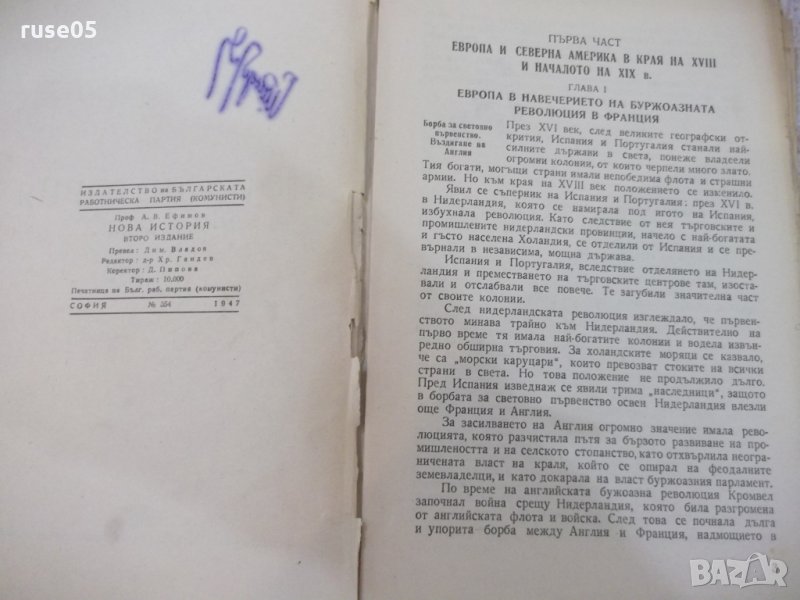 ruse05
ИЗДАТЕЛСТВО на БЪЛГАРСКАТА
РАБОТНИЧЕСКА ПАРТИЯ (КОМУНИСТИ)
Проф. А. В. Ефимов
НОВА ИСТОРИЯ
ВТОРО ИЗДАНИЕ
Превел: Дим. Владов
Редактор: д-р Хр. Гандев
Коректор: Д. Попова
Тираж: 10,000
Печатница на Бълг. раб. партия (комунисти)
СОФИЯ № 354 1947
ПЪРВА ЧАСТ
ЕВРОПА И СЕВЕРНА АМЕРИКА В КРАЯ НА XVIII
И НАЧАЛОТО НА XIX в.
ГЛАВА I
ЕВРОПА В НАВЕЧЕРИЕТО НА БУРЖОАЗНАТА
РЕВОЛЮЦИЯ В ФРАНЦИЯ
Борба за световно
първенство.
Въздигане на
Англия
През XVI век, след великите географски от-
крития, Испания и Португалия станали най-
силните държави в света, понеже владеели
огромни колонии, от които черпели много злато.
Тия богати, могъщи страни имали непобедима флота и страшни
армии. Но към края на XVIII век положението се изменило.
Явил се съперник на Испания и Португалия: през XVI в.
в Нидерландия, която се намирала под игото на Испания,
избухнала революция. Като следствие от нея търговските и
промишлените нидерландски провинции, начело с най-богатата
и гъсто населена Холандия, се отделили от Испания и се пре-
върнали в независима, мощна държава.
Испания и Португалия, вследствие отделянето на Нидер-
ландия и преместването на търговските центрове там, изоста-
вали и отслабвали все повече. Те загубили значителна част
от своите колонии.
След нидерландската революция изглеждало, че първен-
ството минава трайно към Нидерландия. Действително на
първо време тя имала най-богатите колонии и водела извън-
редно обширна търговия. За холандските моряци се казвало,
че са „морски каруцари“, които превозват стоките на всички
страни в света. Но това положение не продължило дълго.
Пред Испания изведнаж се явили трима „наследници“, защото
в борбата за световно първенство освен Нидерландия влезли
още Франция и Англия.
За засилването на Англия огромно значение имала рево-
люцията, която разчистила пътя за бързото развиване на про-
мишлеността и на селското стопанство, като отхвърлила неогра-
ничената власт на краля, който се опирал на феодалните
земевладелци, и като докарала на власт буржоазния парламент.
По време на английската бужоазна революция Кромвел
започнал война срещу Нидерландия, която била разгромена
от английската флота и войска. След това се почнала дълга
и упорита борба между Англия и Франция, надмощието в
BAZAR